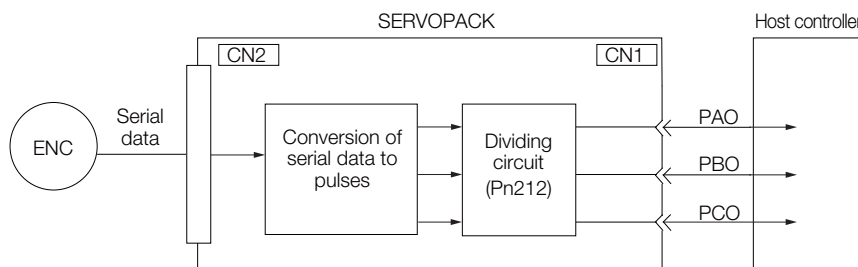 SERVOPACK
Host controller
CN2
CN1
ENC
Serial
data
Conversion of
serial data to
pulses
Dividing
circuit
(Pn212)
PAO
PBO
PCO